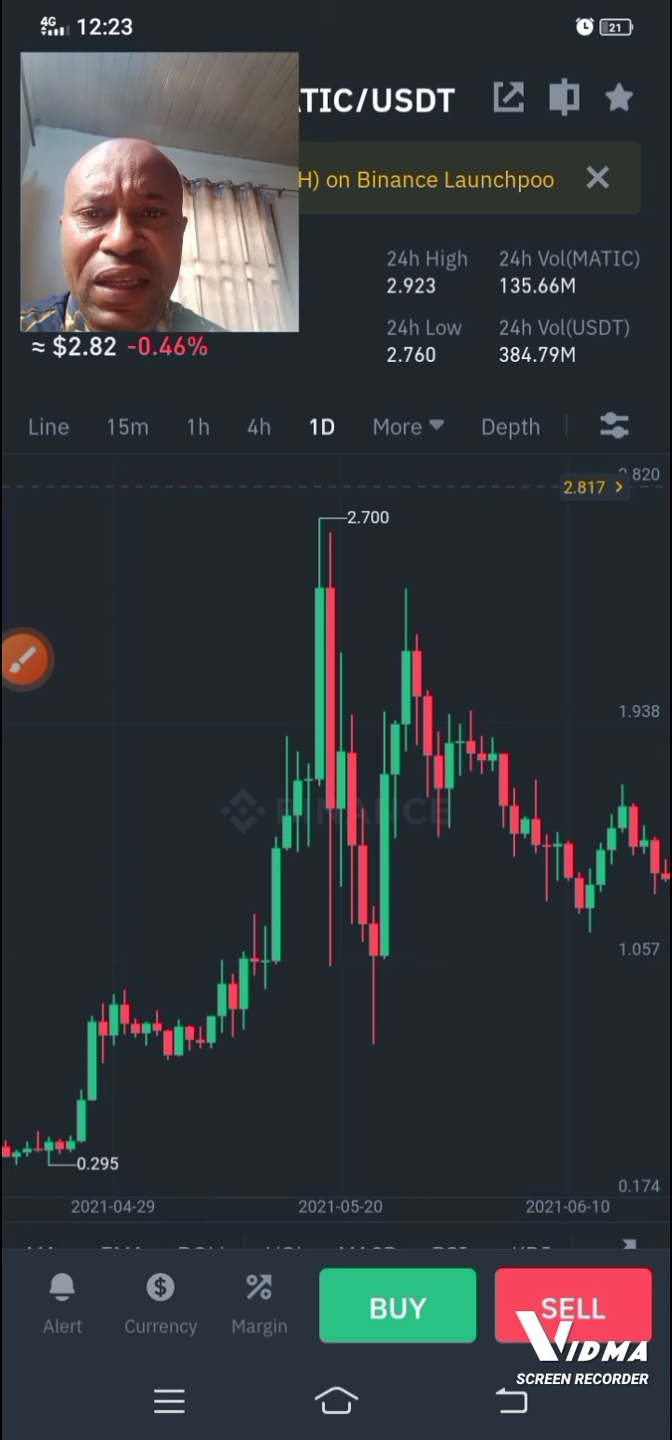 4G 12:23 21
TIC/USDT
H) on Binance Launchpoo
24h High 24h Vol(MATIC)
2.923 135.66M
24h Low 24h Vol(USDT)
≈ $2.82 -0.46%
2.760 384.79M
Line 15m 1h 4h 1D More Depth
2.817 >
2.700
1.938
BINANCE
1.057
0.295
0.174
2021-04-29 2021-05-20 2021-06-10
Alert Currency Margin BUY SELL
VIDMA
SCREEN RECORDER